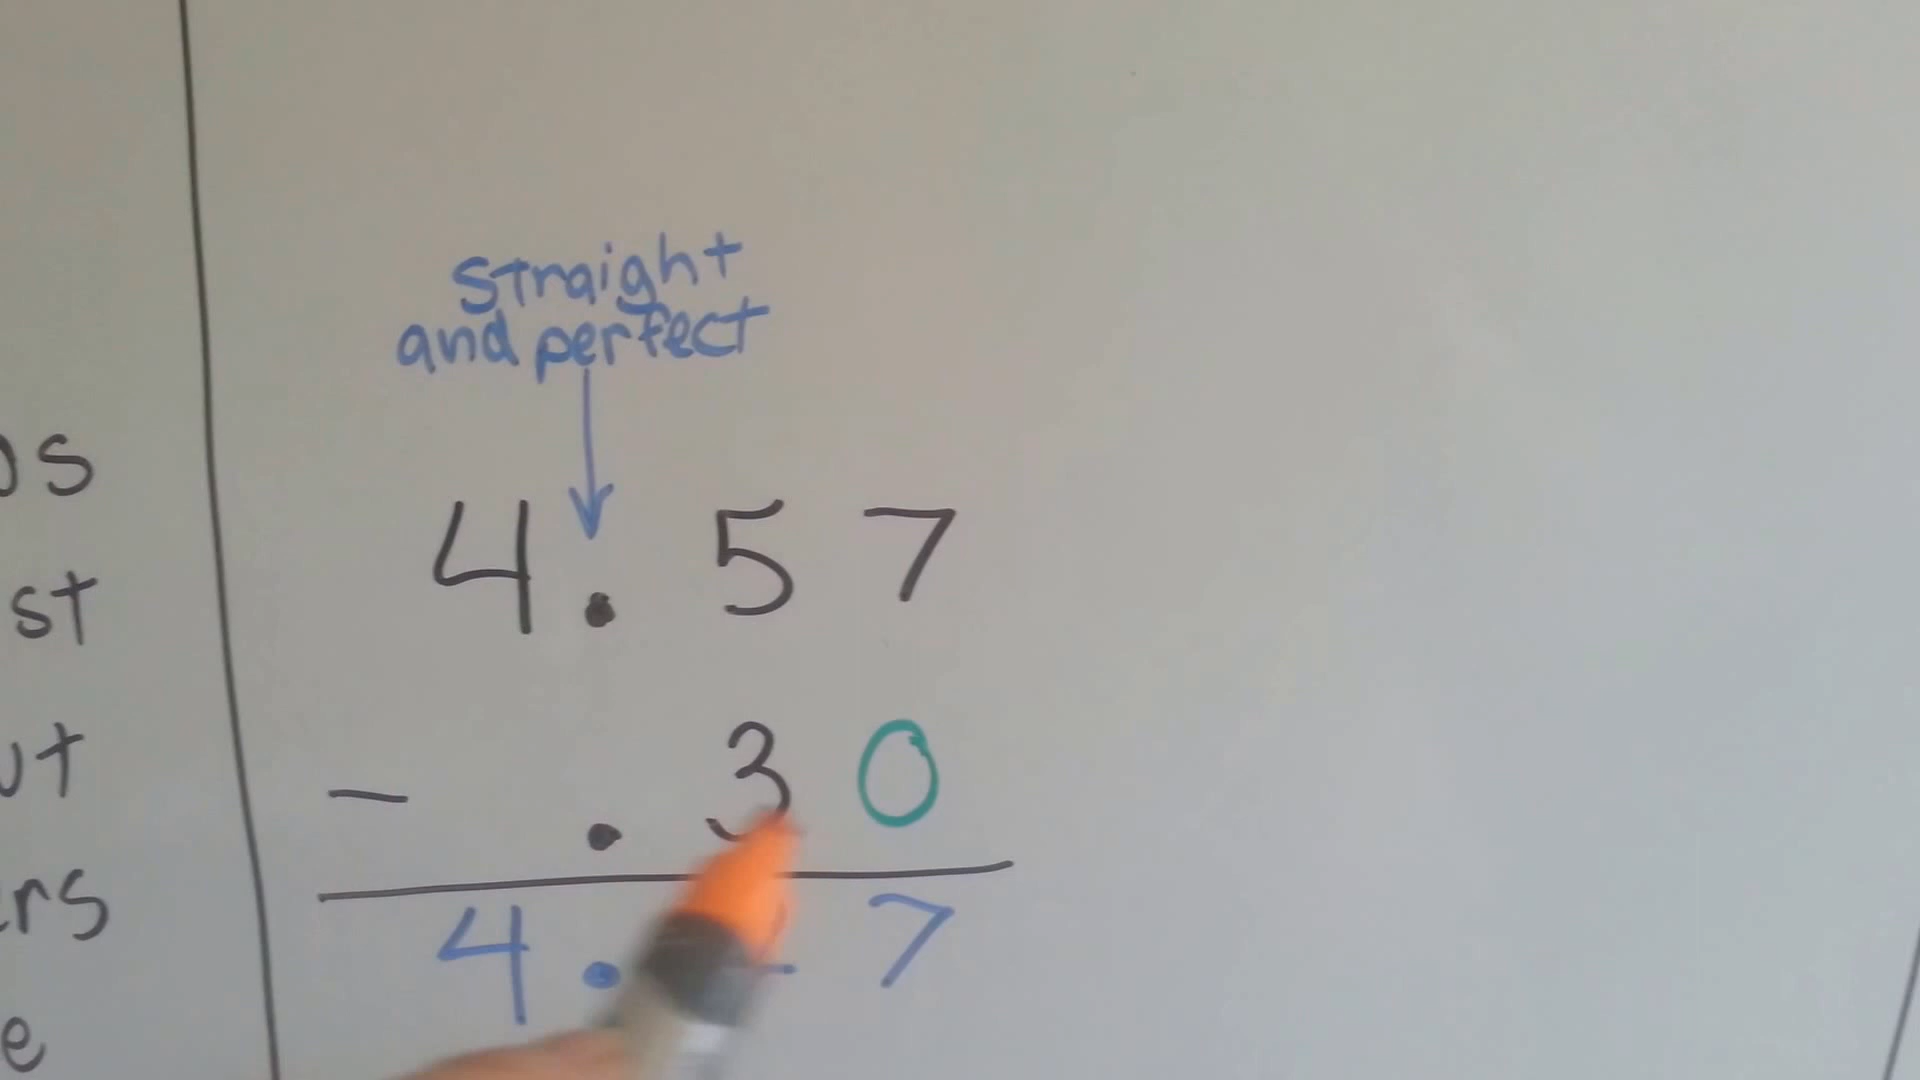 straight
and perfect
4.57
- .30
4. 7
os
st
ut
rs
e